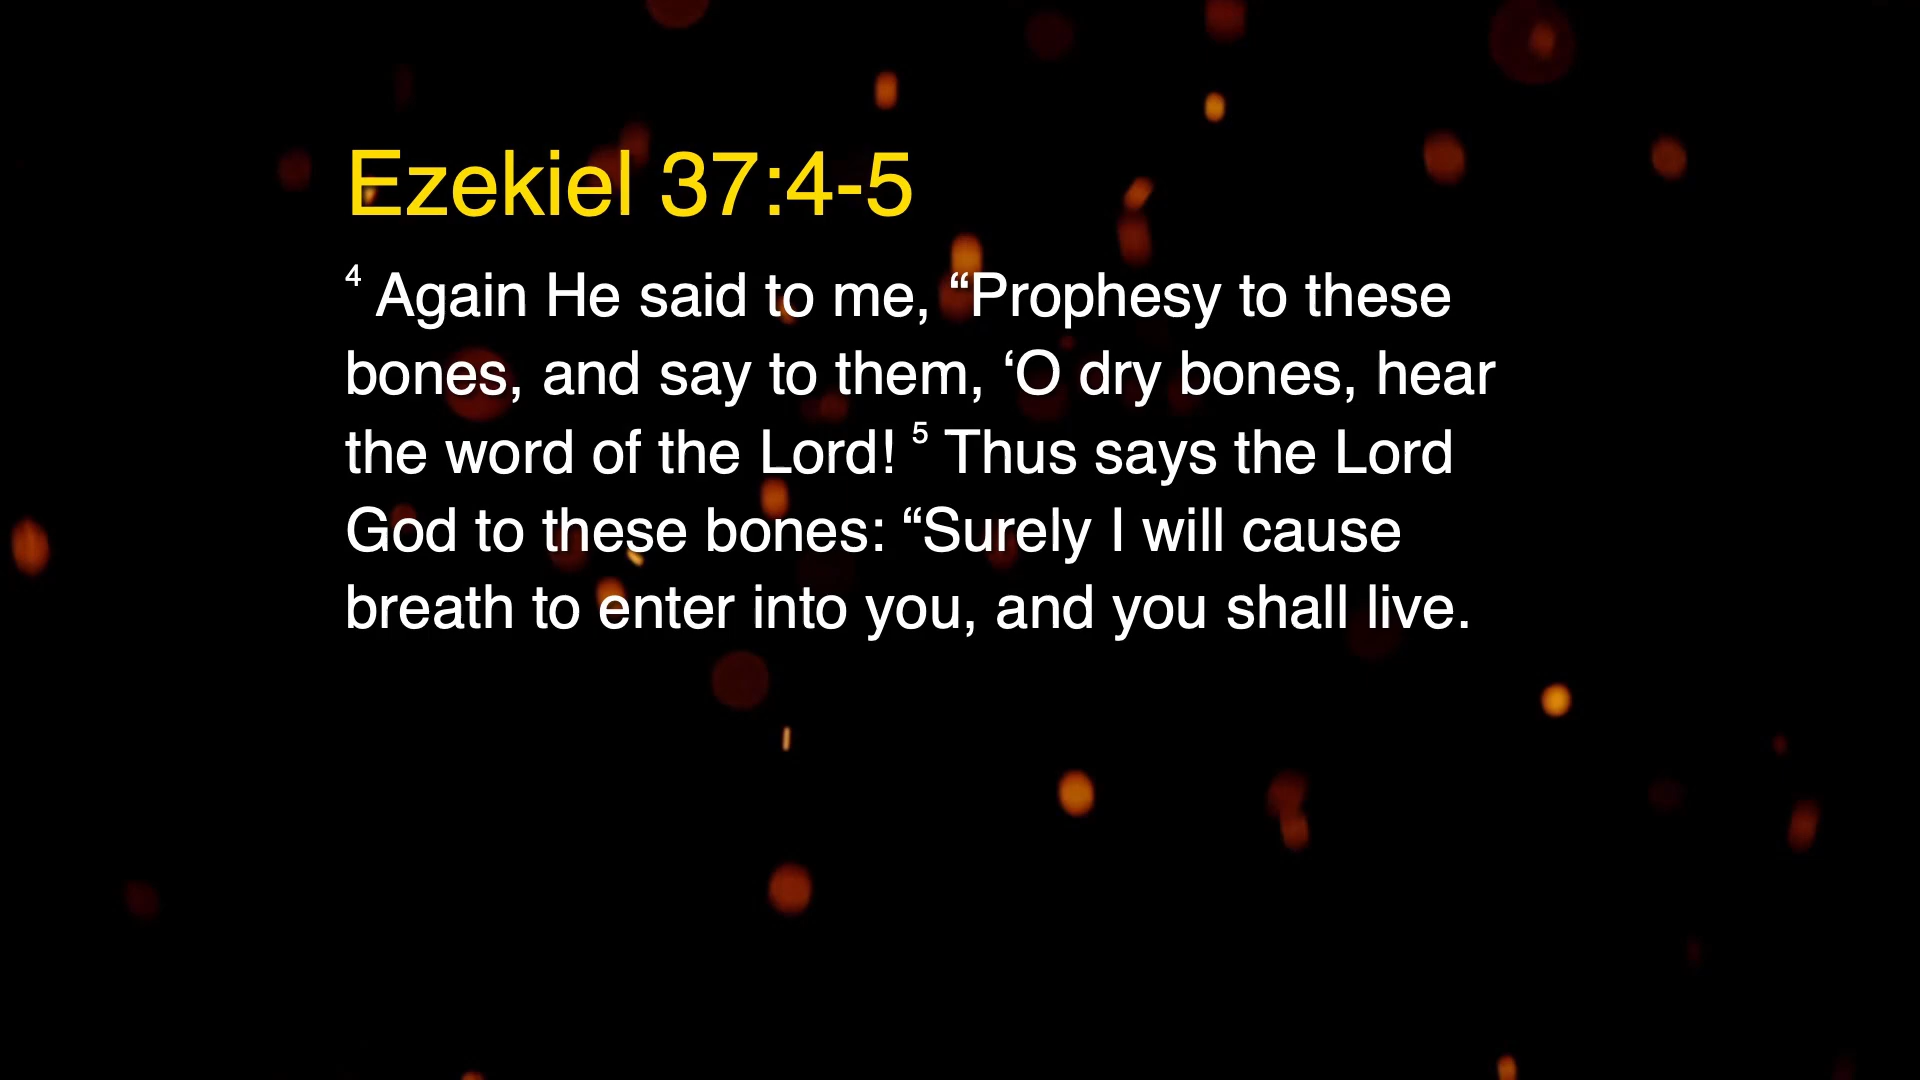 Ezekiel 37:4-5
4 Again He said to me, “Prophesy to these
bones, and say to them, ‘O dry bones, hear
the word of the Lord! 5 Thus says the Lord
God to these bones: “Surely I will cause
breath to enter into you, and you shall live.